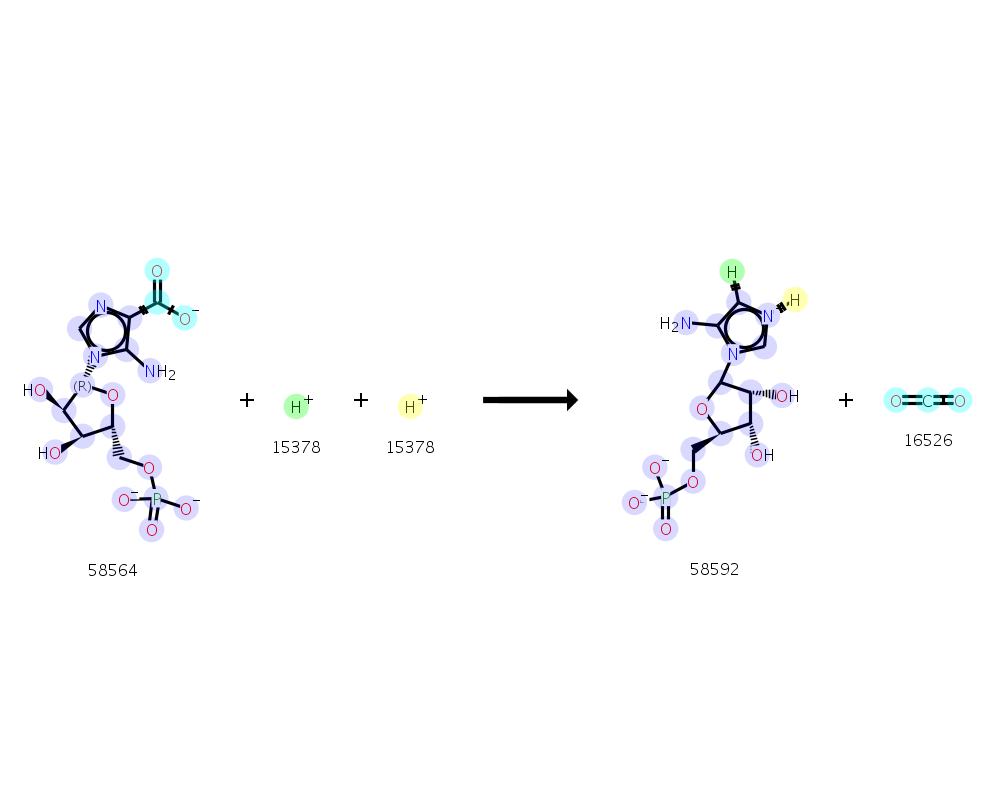 O
O−
N
N
NH2
HO
(R)
O
HO
O
O−
P
O−
O
58564
+
H+
15378
+
H+
15378
H
H
H2N
N
N
O
OH
OH
O−
O−
P
O
O
58592
+
O
C
O
16526